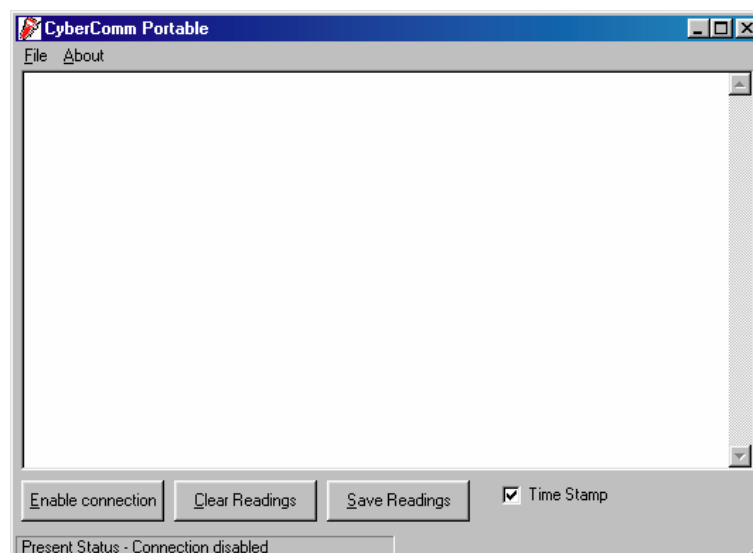 CyberComm Portable
File About
Enable connection Clear Readings Save Readings Time Stamp
Present Status - Connection disabled